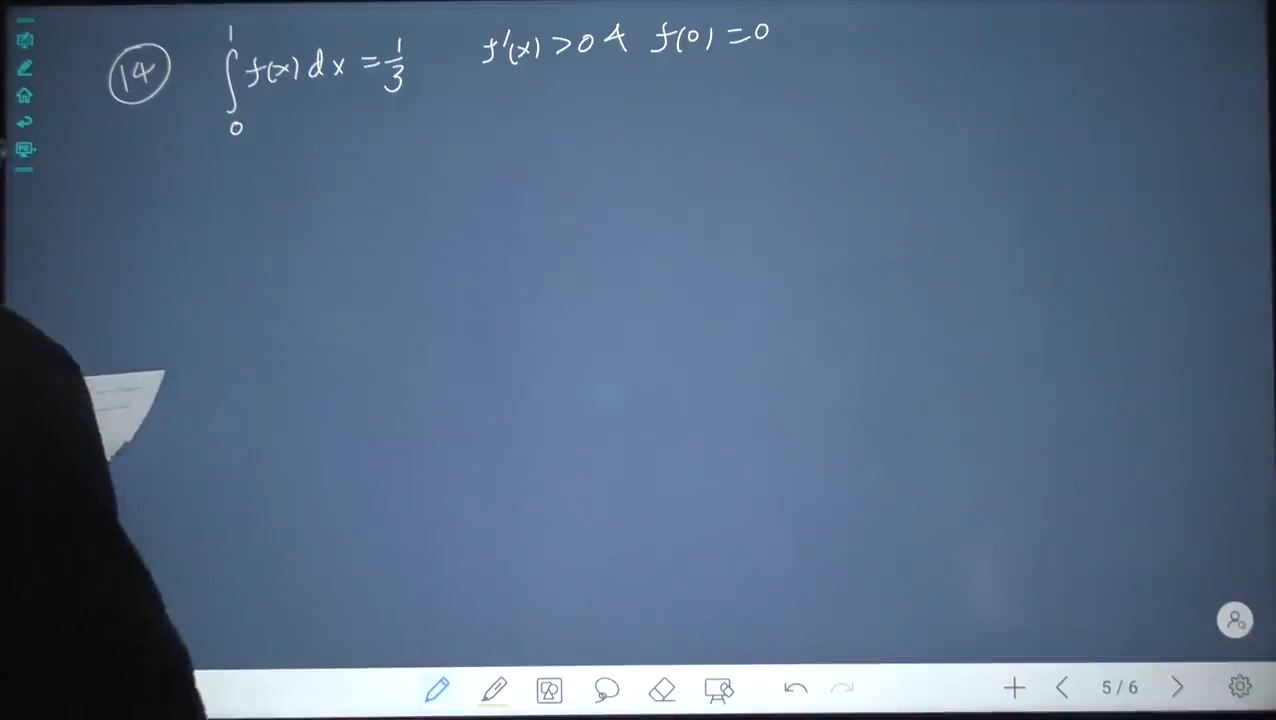 14 ∫₀¹ f(x) dx = 1/3 f'(x) > 0 & f(0) = 0
5/6